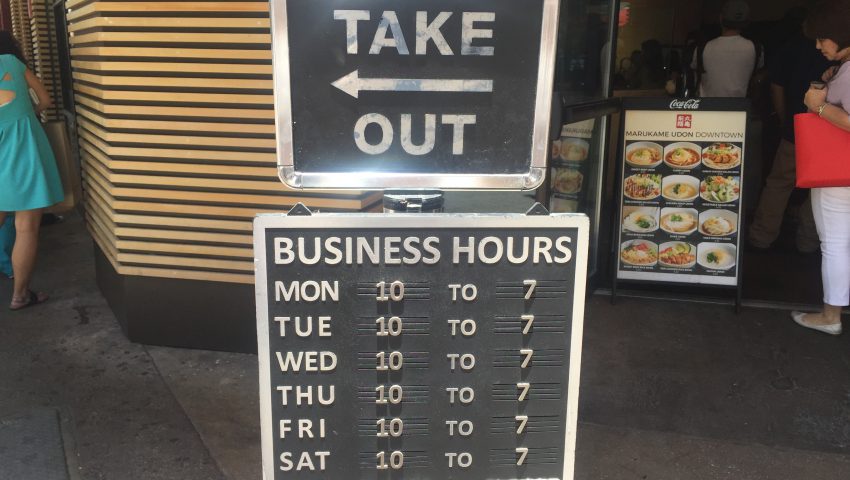 TAKE
OUT
BUSINESS HOURS
MON 10 TO 7
TUE 10 TO 7
WED 10 TO 7
THU 10 TO 7
FRI 10 TO 7
SAT 10 TO 7
Coca-Cola
MARUKAME UDON DOWNTOWN